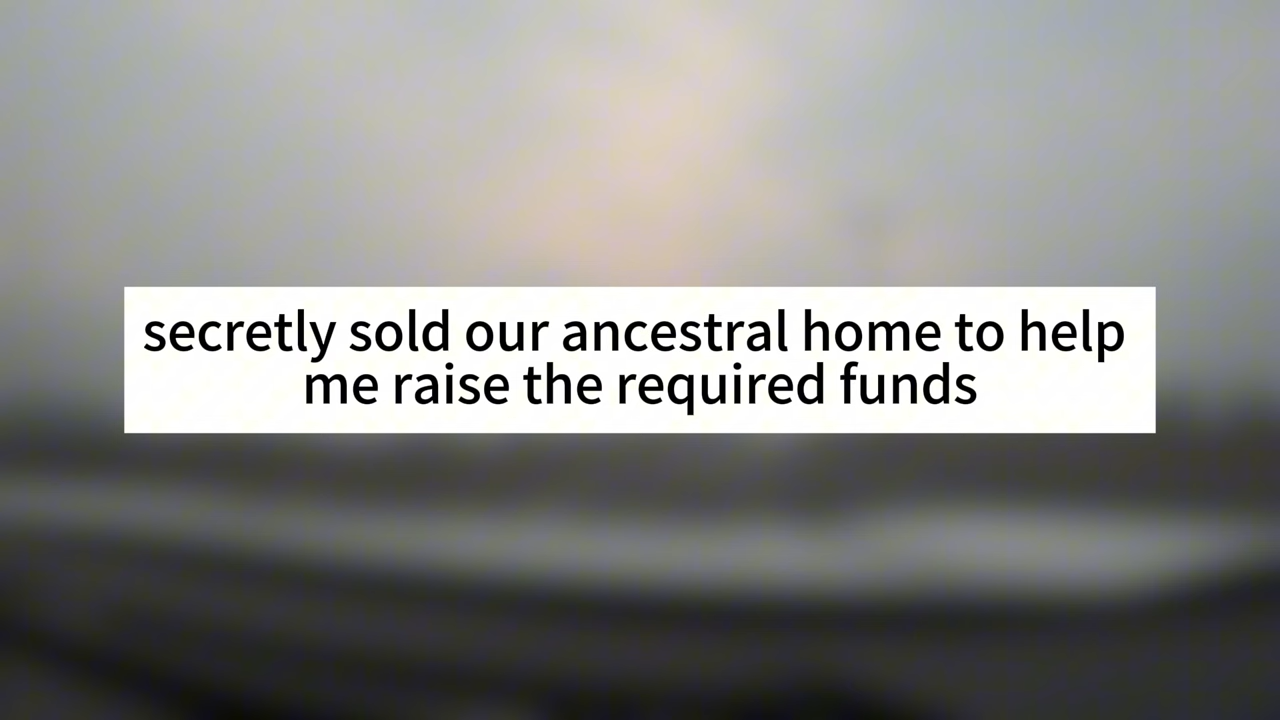 secretly sold our ancestral home to help
me raise the required funds